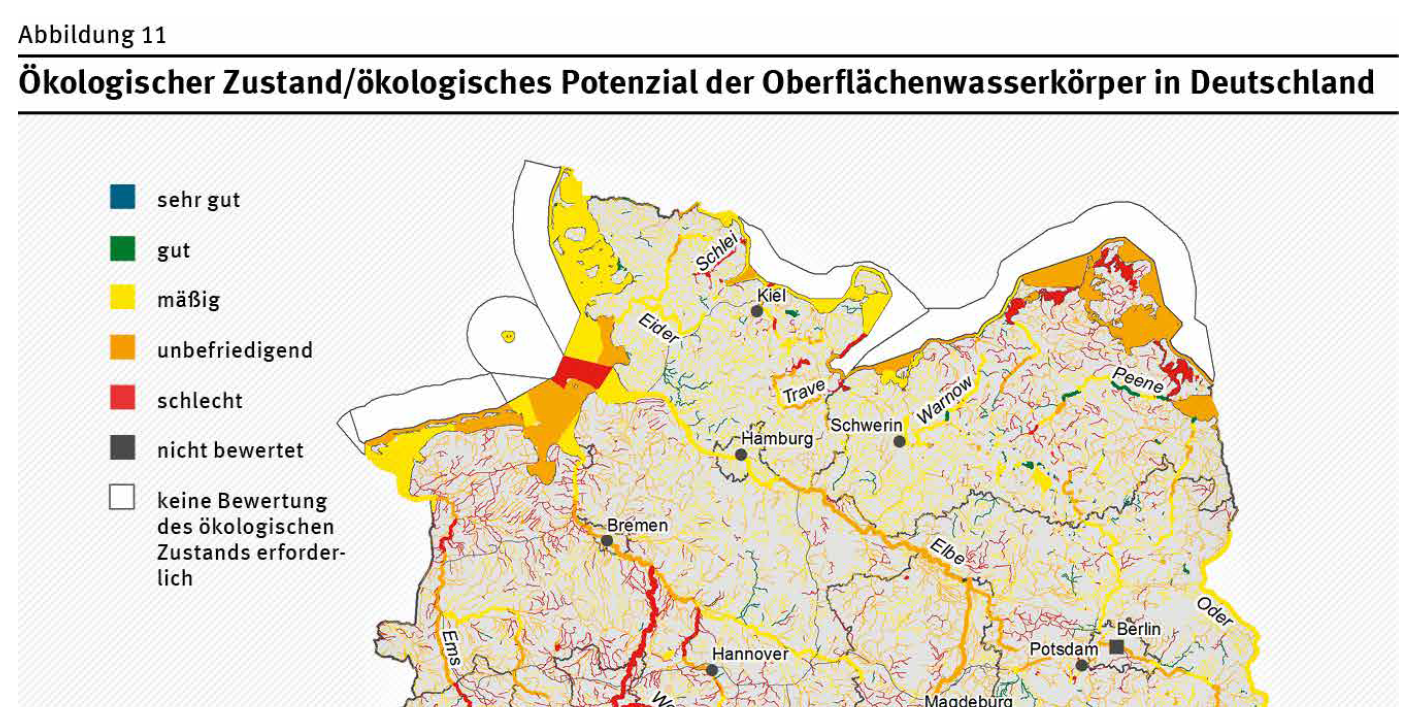 Abbildung 11
Ökologischer Zustand/ökologisches Potenzial der Oberflächenwasserkörper in Deutschland
sehr gut
gut
mäßig
unbefriedigend
schlecht
nicht bewertet
keine Bewertung
des ökologischen
Zustands erforder-
lich
Schlei
Kiel
Eider
Trave
Peene
Warnow
Schwerin
Hamburg
Bremen
Elbe
Oder
Berlin
Ems
Hannover
Potsdam
Magdeburg